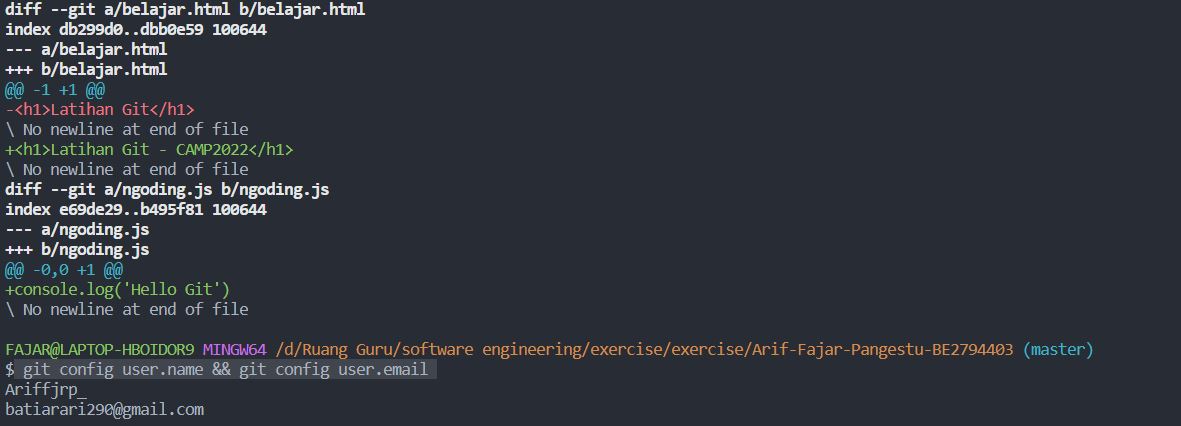 diff --git a/belajar.html b/belajar.html
index db299d0..dbb0e59 100644
--- a/belajar.html
+++ b/belajar.html
@@ -1 +1 @@
-<h1>Latihan Git</h1>
\ No newline at end of file
+<h1>Latihan Git - CAMP2022</h1>
\ No newline at end of file
diff --git a/ngoding.js b/ngoding.js
index e69de29..b495f81 100644
--- a/ngoding.js
+++ b/ngoding.js
@@ -0,0 +1 @@
+console.log('Hello Git')
\ No newline at end of file
FAJAR@LAPTOP-HBOIDOR9 MINGW64 /d/Ruang Guru/software engineering/exercise/exercise/Arif-Fajar-Pangestu-BE2794403 (master)
$ git config user.name && git config user.email
Ariffjrp_
batiarari290@gmail.com